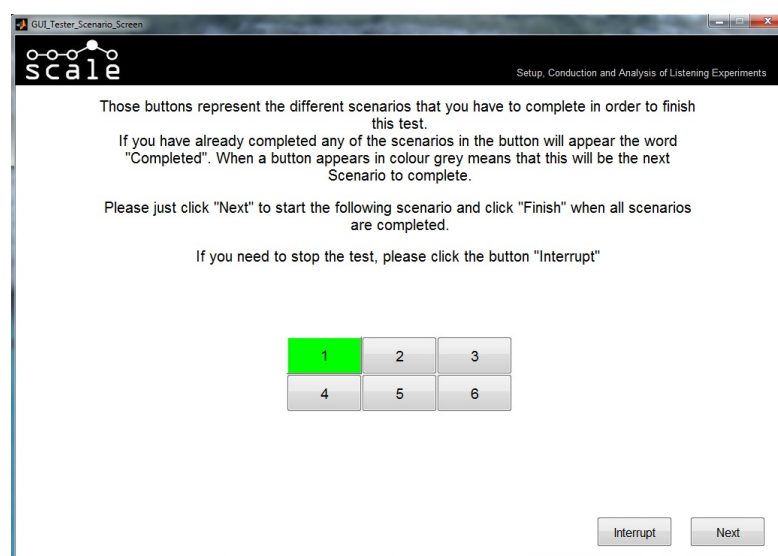 GUI_Tester_Scenario_Screen
scale
Setup, Conduction and Analysis of Listening Experiments
Those buttons represent the different scenarios that you have to complete in order to finish
this test.
If you have already completed any of the scenarios in the button will appear the word
"Completed". When a button appears in colour grey means that this will be the next
Scenario to complete.
Please just click "Next" to start the following scenario and click "Finish" when all scenarios
are completed.
If you need to stop the test, please click the button "Interrupt"
1 2 3
4 5 6
Interrupt Next